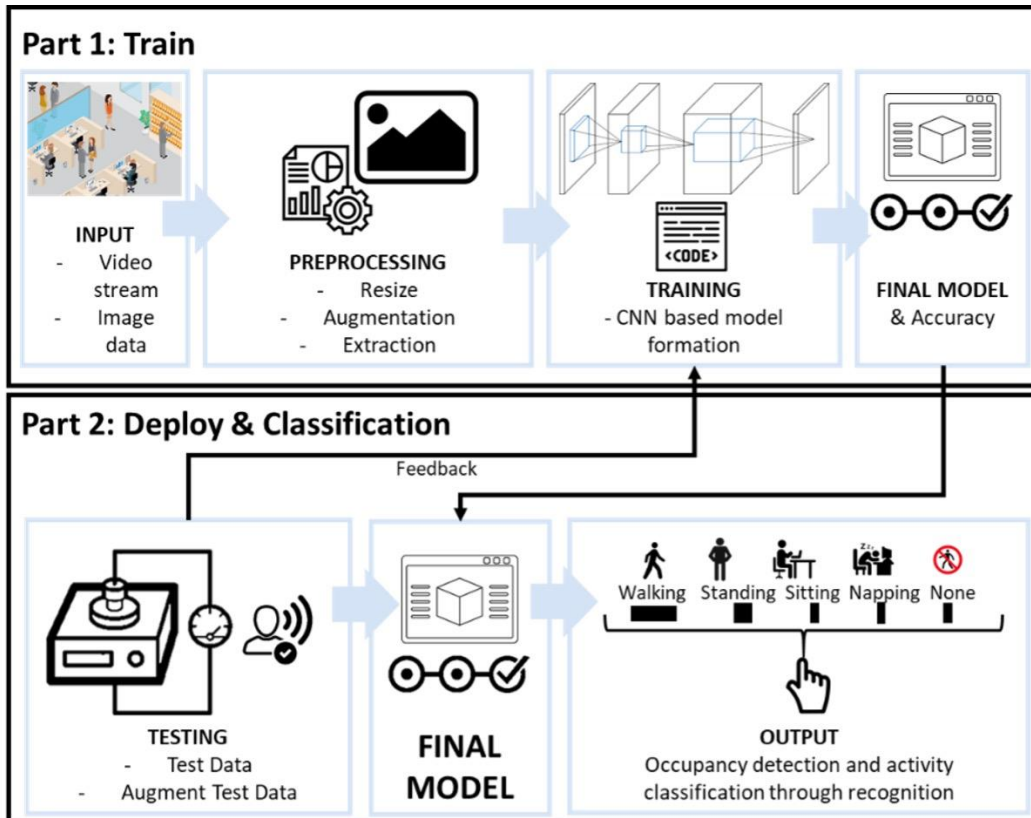 Part 1: Train
INPUT
- Video
stream
- Image
data
PREPROCESSING
- Resize
- Augmentation
- Extraction
<CODE>
TRAINING
- CNN based model
formation
FINAL MODEL
& Accuracy
Part 2: Deploy & Classification
Feedback
TESTING
- Test Data
- Augment Test Data
FINAL
MODEL
Zz,
Walking Standing Sitting Napping None
OUTPUT
Occupancy detection and activity
classification through recognition